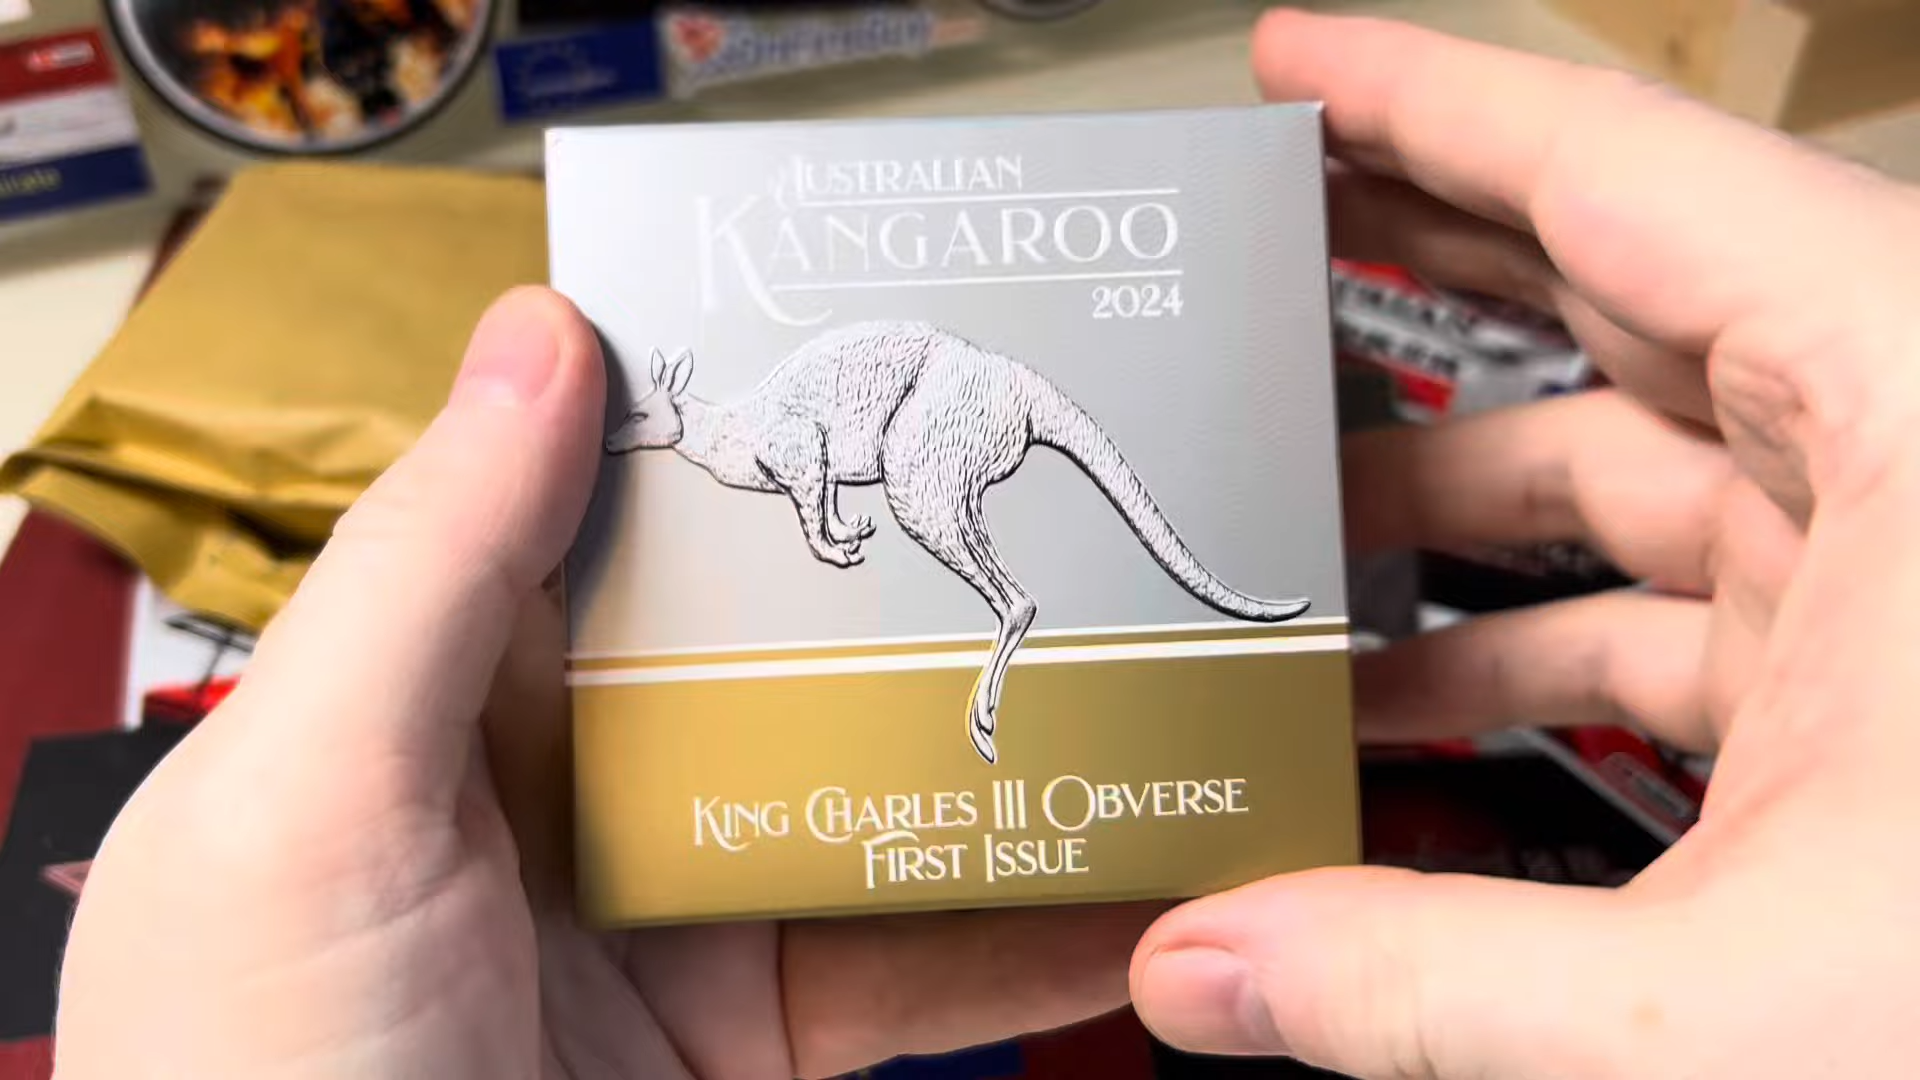 AUSTRALIAN
KANGAROO
2024
KING CHARLES III OBVERSE
FIRST ISSUE